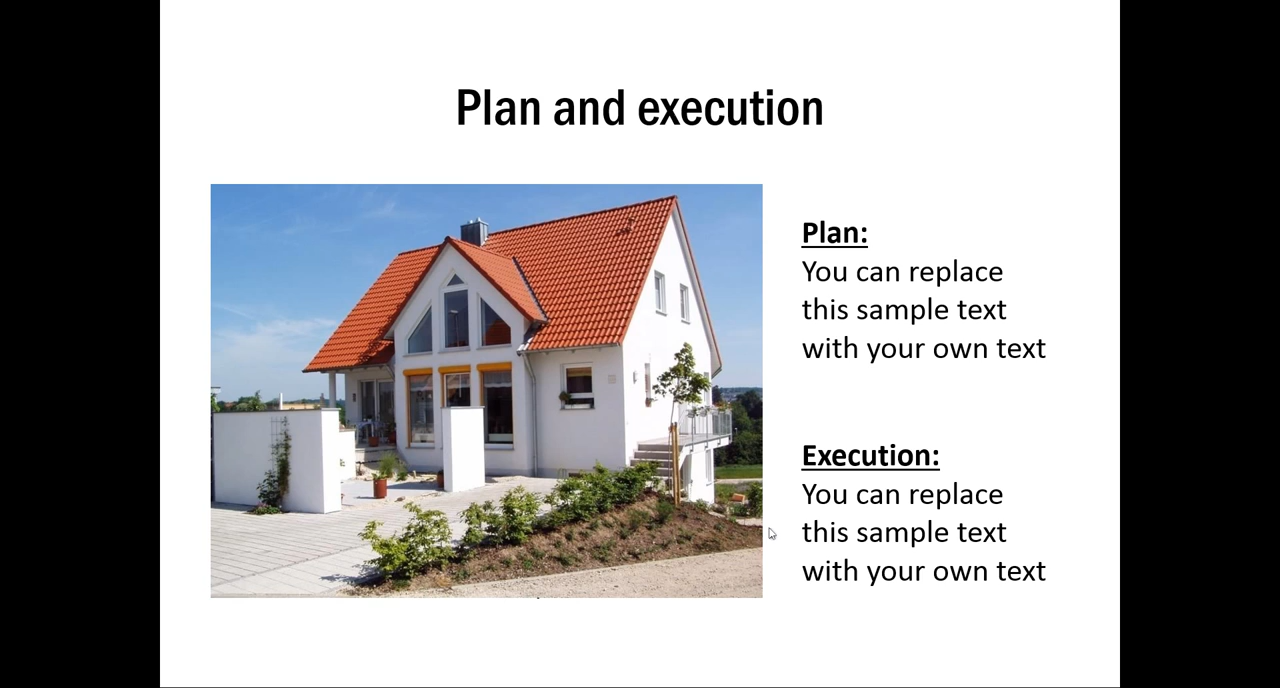 Plan and execution
Plan:
You can replace
this sample text
with your own text
Execution:
You can replace
this sample text
with your own text